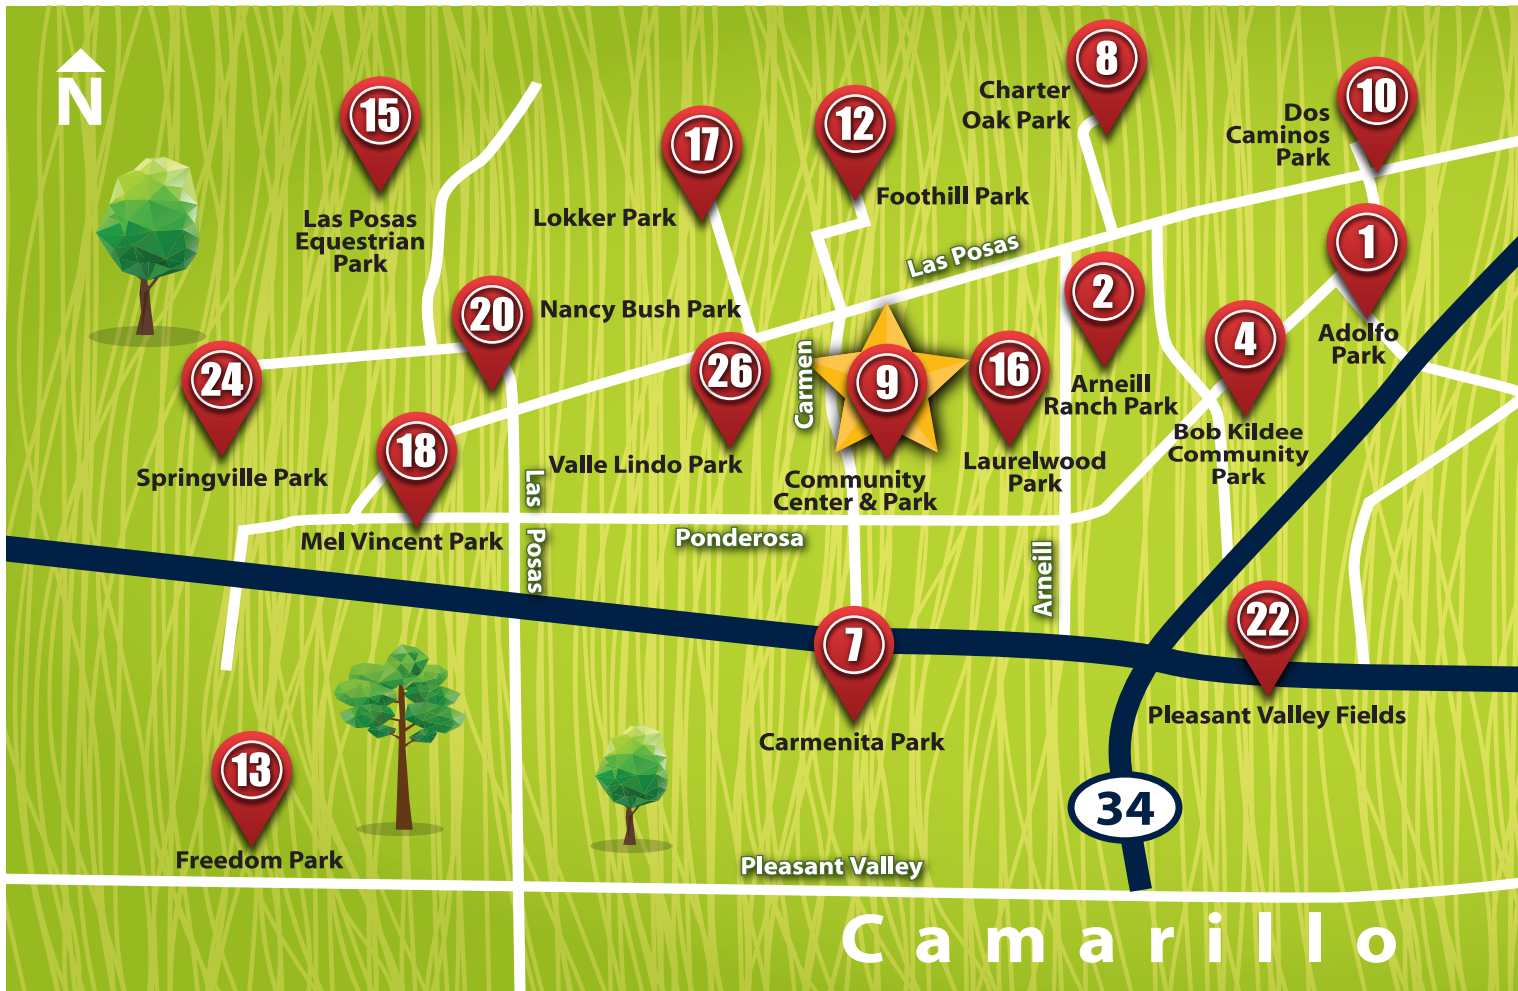 N
15
Las Posas
Equestrian
Park
17
Lokker Park
12
Foothill Park
8
Charter
Oak Park
10
Dos
Caminos
Park
1
Adolfo
Park
Las Posas
20
Nancy Bush Park
24
Springville Park
18
Mel Vincent Park
26
Valle Lindo Park
Carmen
9
Community
Center & Park
16
Laurelwood
Park
2
Arneill
Ranch Park
4
Bob Kildee
Community
Park
Las Posas
Ponderosa
Arneill
7
Carmenita Park
22
Pleasant Valley Fields
13
Freedom Park
34
Pleasant Valley
Camarillo